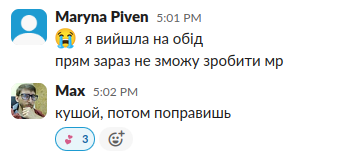 Maryna Piven 5:01 PM
😭 я вийшла на обід
прям зараз не зможу зробити мр
Max 5:02 PM
кушой, потом поправишь
3